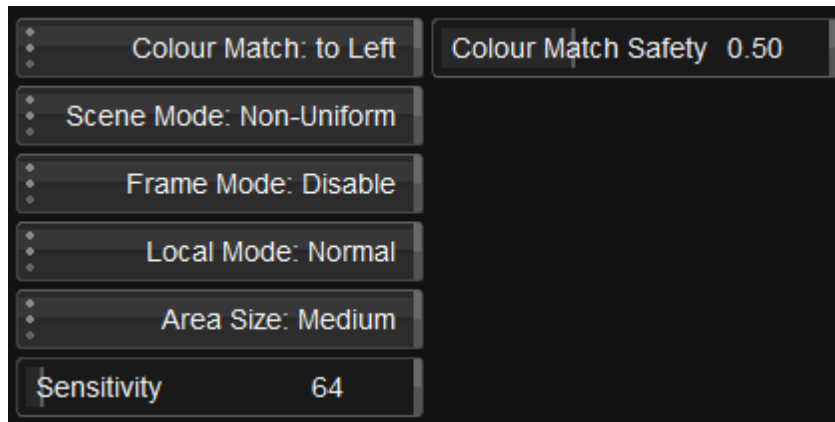 Colour Match: to Left
Colour Match Safety 0.50
Scene Mode: Non-Uniform
Frame Mode: Disable
Local Mode: Normal
Area Size: Medium
Sensitivity 64